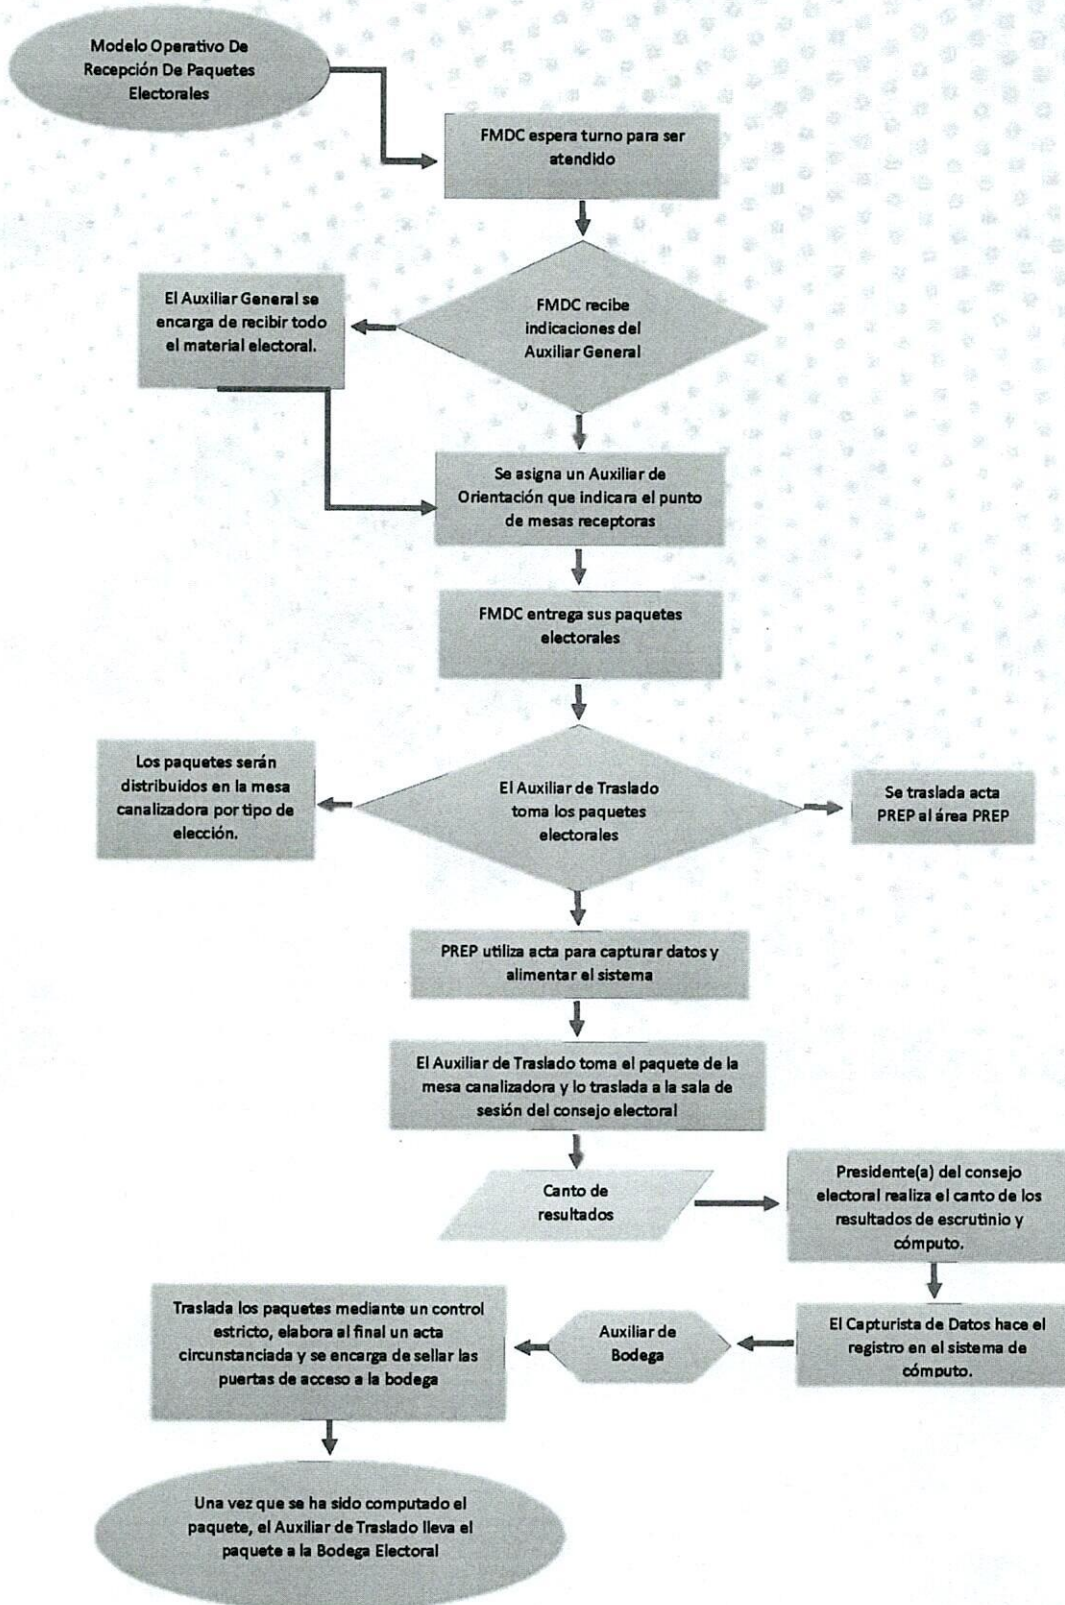 Modelo Operativo De
Recepción De Paquetes
Electorales
FMDC espera turno para ser
atendido
FMDC recibe
indicaciones del
Auxiliar General
El Auxiliar General se
encarga de recibir todo
el material electoral.
Se asigna un Auxiliar de
Orientación que indicara el punto
de mesas receptoras
FMDC entrega sus paquetes
electorales
El Auxiliar de Traslado
toma los paquetes
electorales
Los paquetes serán
distribuidos en la mesa
canalizadora por tipo de
elección.
Se traslada acta
PREP al área PREP
PREP utiliza acta para capturar datos y
alimentar el sistema
El Auxiliar de Traslado toma el paquete de la
mesa canalizadora y lo traslada a la sala de
sesión del consejo electoral
Canto de
resultados
Presidente(a) del consejo
electoral realiza el canto de los
resultados de escrutinio y
cómputo.
El Capturista de Datos hace el
registro en el sistema de
cómputo.
Auxiliar de
Bodega
Traslada los paquetes mediante un control
estricto, elabora al final un acta
circunstanciada y se encarga de sellar las
puertas de acceso a la bodega
Una vez que se ha sido computado el
paquete, el Auxiliar de Traslado lleva el
paquete a la Bodega Electoral